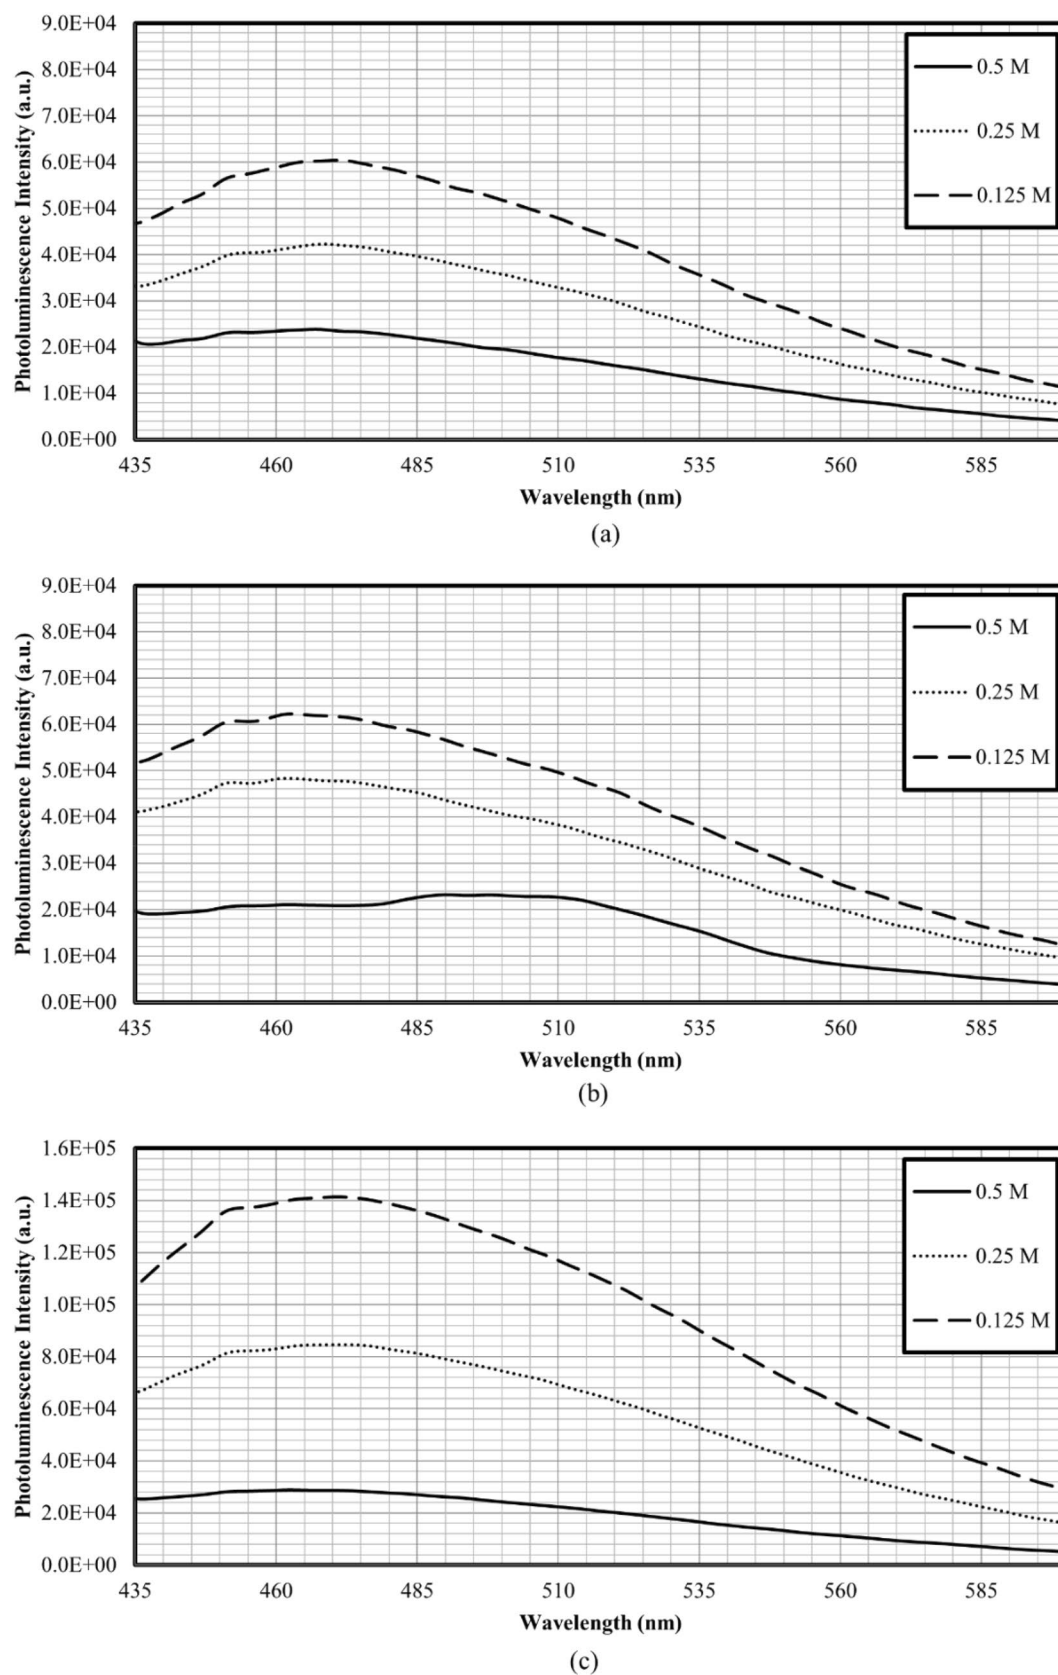 9.0E+04
8.0E+04
7.0E+04
6.0E+04
5.0E+04
4.0E+04
3.0E+04
2.0E+04
1.0E+04
0.0E+00
Photoluminescence Intensity (a.u.)
0.5 M
0.25 M
0.125 M
435 460 485 510 535 560 585
Wavelength (nm)
(a)
9.0E+04
8.0E+04
7.0E+04
6.0E+04
5.0E+04
4.0E+04
3.0E+04
2.0E+04
1.0E+04
0.0E+00
Photoluminescence Intensity (a.u.)
0.5 M
0.25 M
0.125 M
435 460 485 510 535 560 585
Wavelength (nm)
(b)
1.6E+05
1.4E+05
1.2E+05
1.0E+05
8.0E+04
6.0E+04
4.0E+04
2.0E+04
0.0E+00
Photoluminescence Intensity (a.u.)
0.5 M
0.25 M
0.125 M
435 460 485 510 535 560 585
Wavelength (nm)
(c)